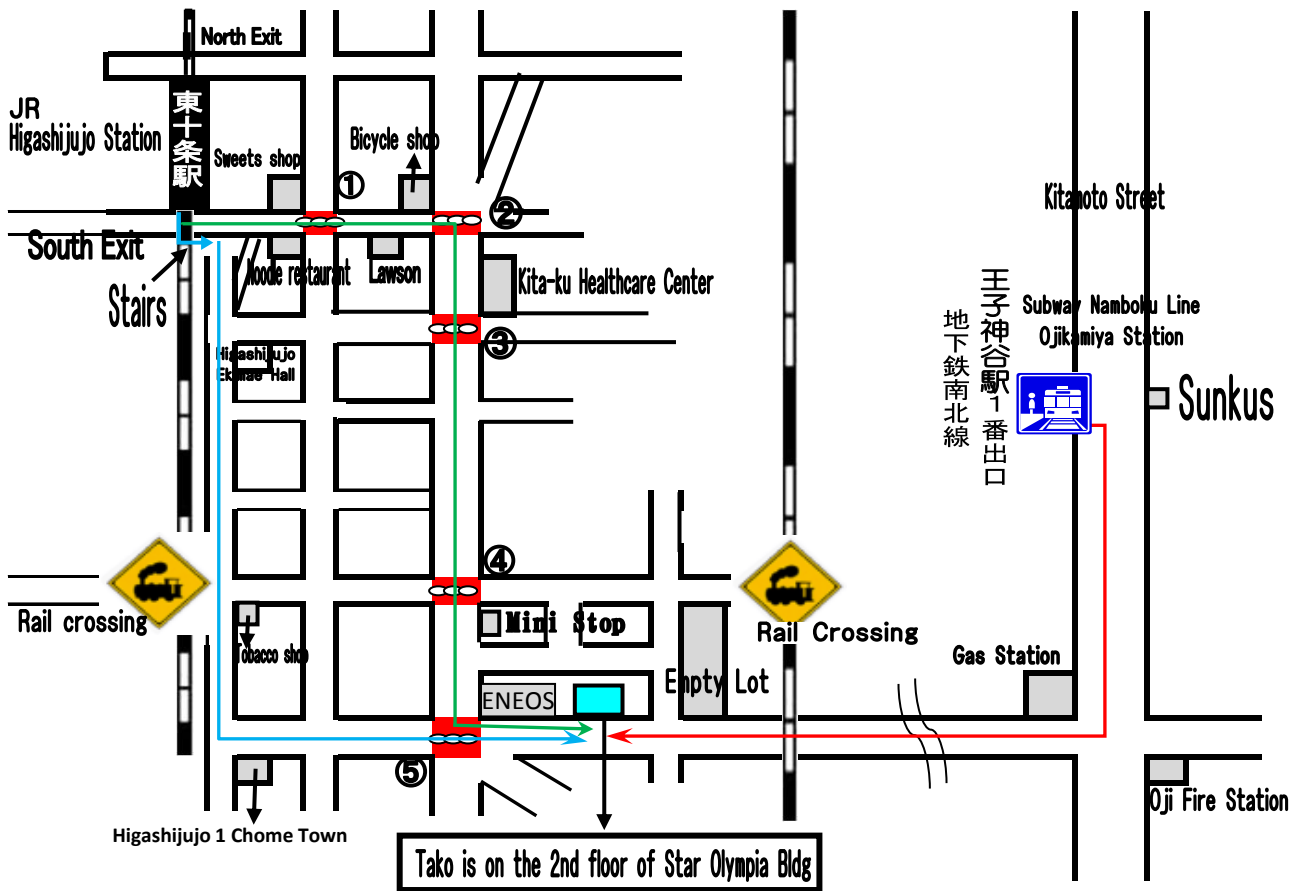 North Exit
JR
Higashijujo Station
東十条駅
Sweets shop
Bicycle shop
①
②
South Exit
Stairs
Noodle restaurant
Lawson
Kita-ku Healthcare Center
③
Higashijujo
Ekimae Hall
Kitamoto Street
Subway Namboku Line
Ojikamiya Station
王子神谷駅1番出口
地下鉄南北線
Sunkus
④
Rail crossing
Tobacco shop
Mini Stop
Rail Crossing
Empty Lot
Gas Station
ENEOS
⑤
Oji Fire Station
Higashijujo 1 Chome Town
Tako is on the 2nd floor of Star Olympia Bldg